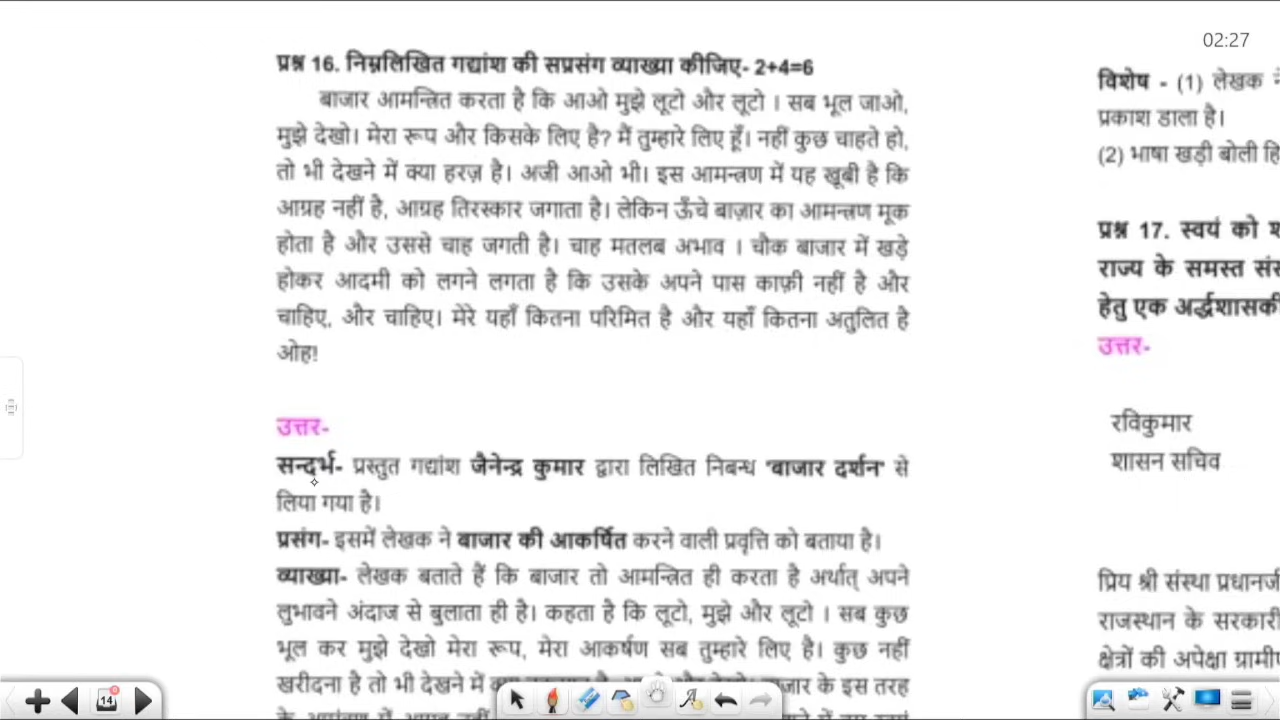 02:27
प्रश्न 16. निम्नलिखित गद्यांश की सप्रसंग व्याख्या कीजिए- 2+4=6
बाजार आमन्त्रित करता है कि आओ मुझे लूटो और लूटो । सब भूल जाओ,
मुझे देखो। मेरा रूप और किसके लिए है? मैं तुम्हारे लिए हूँ। नहीं कुछ चाहते हो,
तो भी देखने में क्या हरज़ है। अजी आओ भी। इस आमन्त्रण में यह खूबी है कि
आग्रह नहीं है, आग्रह तिरस्कार जगाता है। लेकिन ऊँचे बाज़ार का आमन्त्रण मूक
होता है और उससे चाह जगती है। चाह मतलब अभाव । चौक बाजार में खड़े
होकर आदमी को लगने लगता है कि उसके अपने पास काफ़ी नहीं है और
चाहिए, और चाहिए। मेरे यहाँ कितना परिमित है और यहाँ कितना अतुलित है
ओह!
उत्तर-
सन्दर्भ- प्रस्तुत गद्यांश जैनेन्द्र कुमार द्वारा लिखित निबन्ध 'बाजार दर्शन' से
लिया गया है।
प्रसंग- इसमें लेखक ने बाजार की आकर्षित करने वाली प्रवृत्ति को बताया है।
व्याख्या- लेखक बताते हैं कि बाजार तो आमन्त्रित ही करता है अर्थात् अपने
लुभावने अंदाज से बुलाता ही है। कहता है कि लूटो, मुझे और लूटो । सब कुछ
भूल कर मुझे देखो मेरा रूप, मेरा आकर्षण सब तुम्हारे लिए है। कुछ नहीं
खरीदना है तो भी देखने में बाजार के इस तरह
विशेष - (1) लेखक
प्रकाश डाला है।
(2) भाषा खड़ी बोली
प्रश्न 17. स्वयं को
राज्य के समस्त
हेतु एक अर्द्धशासकी
उत्तर-
रविकुमार
शासन सचिव
प्रिय श्री संस्था प्रधानजी
राजस्थान के सरकारी
क्षेत्रों की अपेक्षा ग्रामीण
14